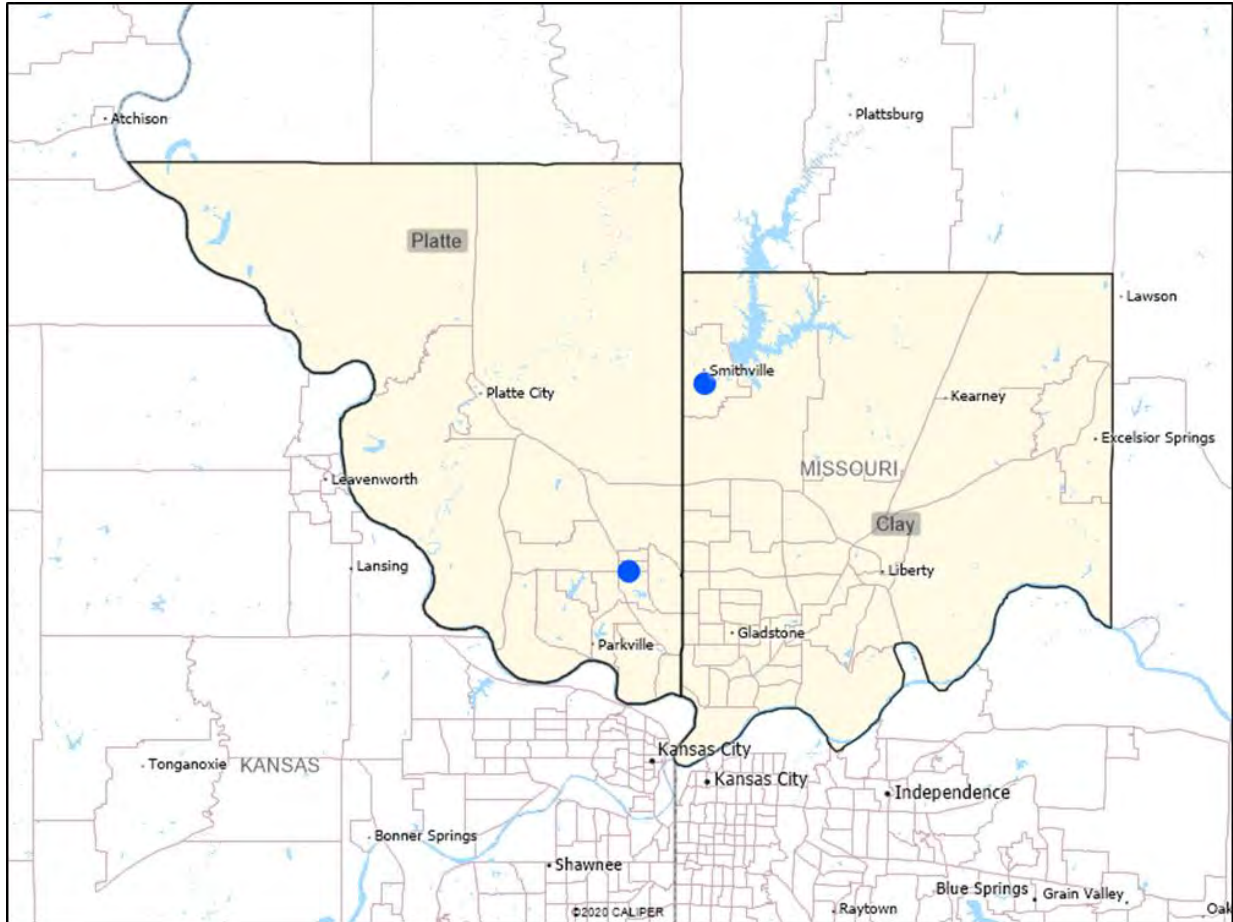 Atchison
Plattsburg
Platte
Lawson
Smithville
Platte City
Kearney
Excelsior Springs
MISSOURI
Leavenworth
Clay
Lansing
Liberty
Gladstone
Parkville
Kansas City
Tonganoxie
KANSAS
Kansas City
Independence
Bonner Springs
Shawnee
Blue Springs
Grain Valley
Oak
©2020 CALIPER
Raytown